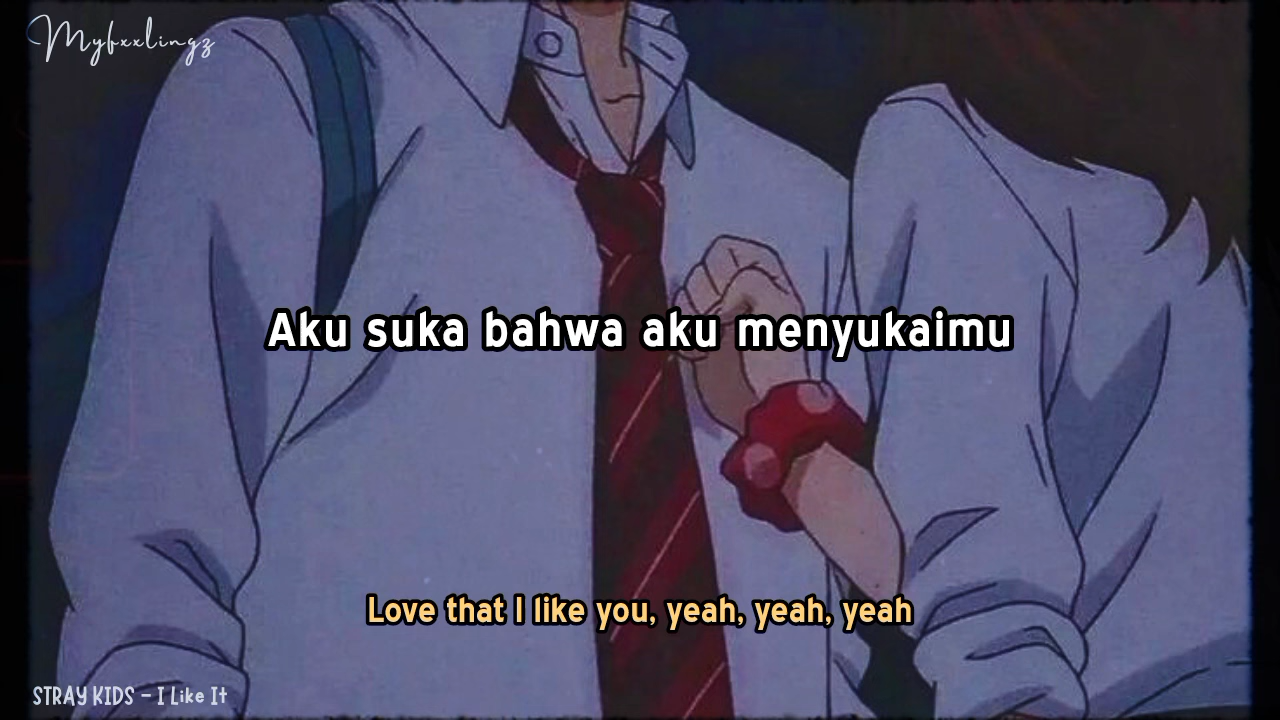 Myfxxlingz
Aku suka bahwa aku menyukaimu
Love that I like you, yeah, yeah, yeah
STRAY KIDS - I Like It